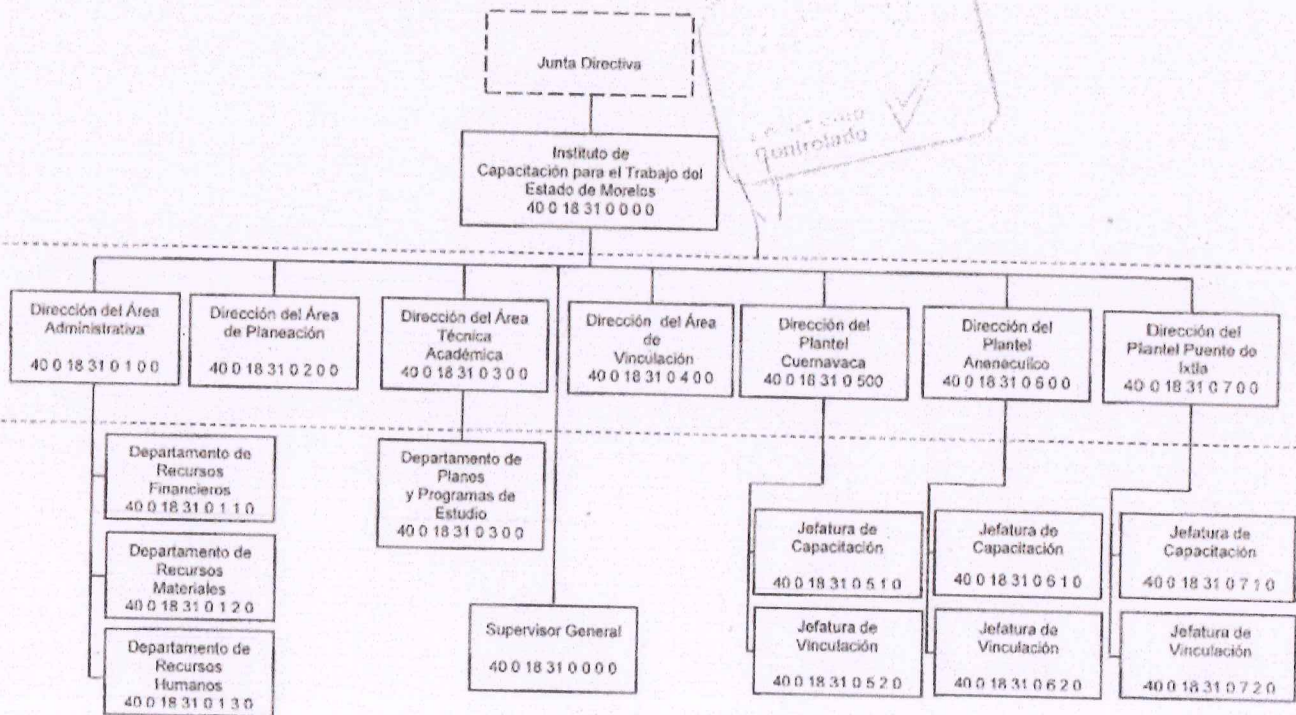 Junta Directiva
Controlado
Instituto de
Capacitación para el Trabajo del
Estado de Morelos
40 0 18 31 0 0 0 0
Dirección del Área
Administrativa
40 0 18 31 0 1 0 0
Dirección del Área
de Planeación
40 0 18 31 0 2 0 0
Dirección del Área
Técnica
Académica
40 0 18 31 0 3 0 0
Dirección del Área
de
Vinculación
40 0 18 31 0 4 0 0
Dirección del
Plantel
Cuernavaca
40 0 18 31 0 500
Dirección del
Plantel
Anenecuilco
40 0 18 31 0 6 0 0
Dirección del
Plantel Puente de
Ixtla
40 0 18 31 0 7 0 0
Departamento de
Recursos
Financieros
40 0 18 31 0 1 1 0
Departamento de
Recursos
Materiales
40 0 18 31 0 1 2 0
Departamento de
Recursos
Humanos
40 0 18 31 0 1 3 0
Departamento de
Planes
y Programas de
Estudio
40 0 18 31 0 3 0 0
Supervisor General
40 0 18 31 0 0 0 0
Jefatura de
Capacitación
40 0 18 31 0 5 1 0
Jefatura de
Vinculación
40 0 18 31 0 5 2 0
Jefatura de
Capacitación
40 0 18 31 0 6 1 0
Jefatura de
Vinculación
40 0 18 31 0 6 2 0
Jefatura de
Capacitación
40 0 18 31 0 7 1 0
Jefatura de
Vinculación
40 0 18 31 0 7 2 0